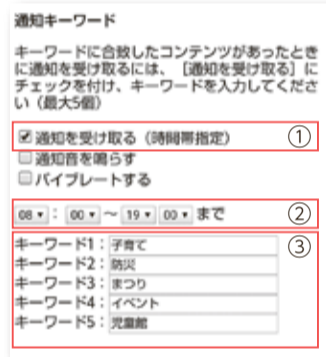 通知キーワード
キーワードに合致したコンテンツがあったとき
に通知を受け取るには、［通知を受け取る］に
チェックを付け、キーワードを入力してくださ
い（最大5個）
通知を受け取る（時間帯指定） ①
通知音を鳴らす
バイブレートする
08 ： 00 〜 19 00 まで ②
③
キーワード1：子育て
キーワード2：防災
キーワード3：まつり
キーワード4：イベント
キーワード5：児童館